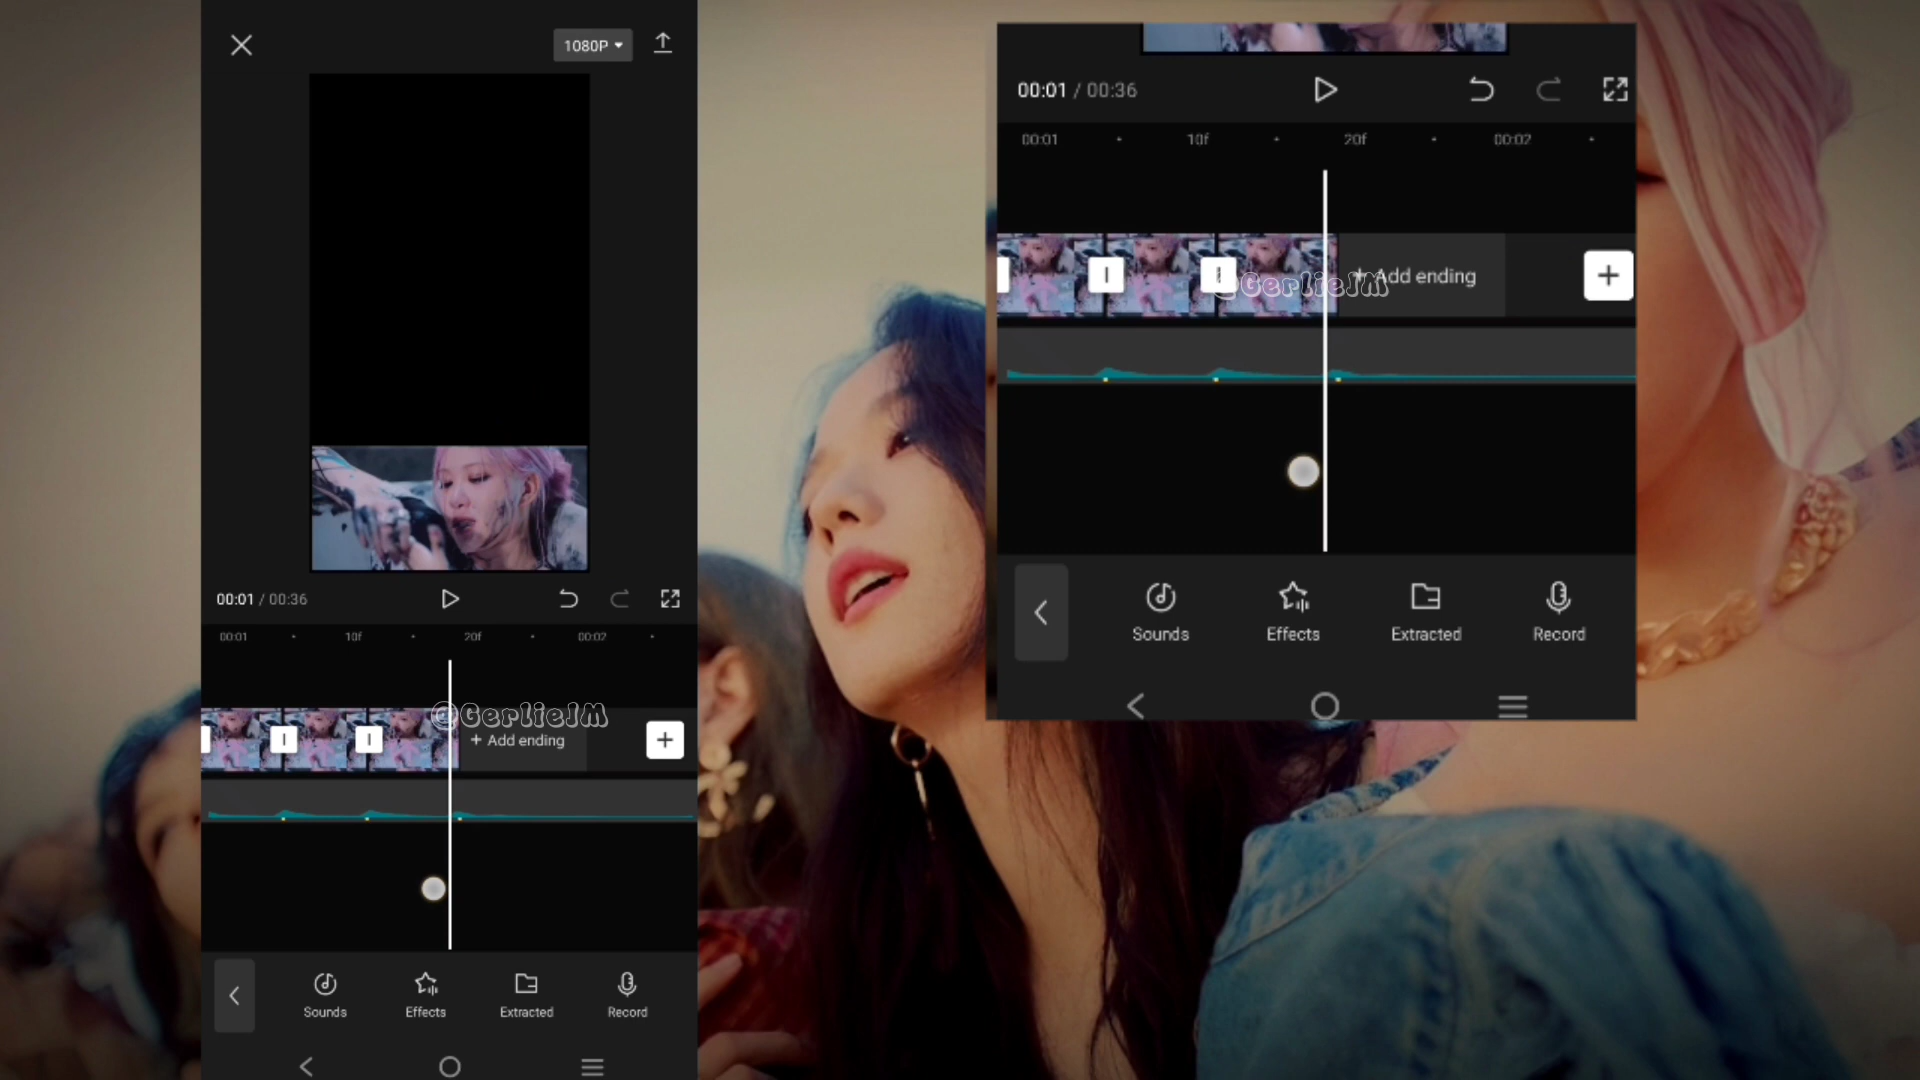 1080P
00:01 / 00:36
00:01 10f 20f 00:02
@GerlieJM
+ Add ending
Sounds Effects Extracted Record
00:01 / 00:36
00:01 10f 20f 00:02
@GerlieJM
+ Add ending
Sounds Effects Extracted Record